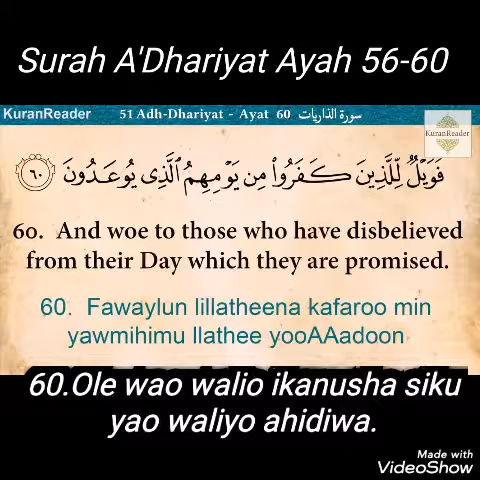 Surah A'Dhariyat Ayah 56-60
KuranReader
51 Adh-Dhariyat - Ayat 60 سورة الذاريات
KuranReader
فَوَيْلٌ لِّلَّذِينَ كَفَرُوا۟ مِن يَوْمِهِمُ ٱلَّذِى يُوعَدُونَ ٦٠
60. And woe to those who have disbelieved
from their Day which they are promised.
60. Fawaylun lillatheena kafaroo min
yawmihimu llathee yooAAadoon
60.Ole wao walio ikanusha siku
yao waliyo ahidiwa.
Made with
VideoShow